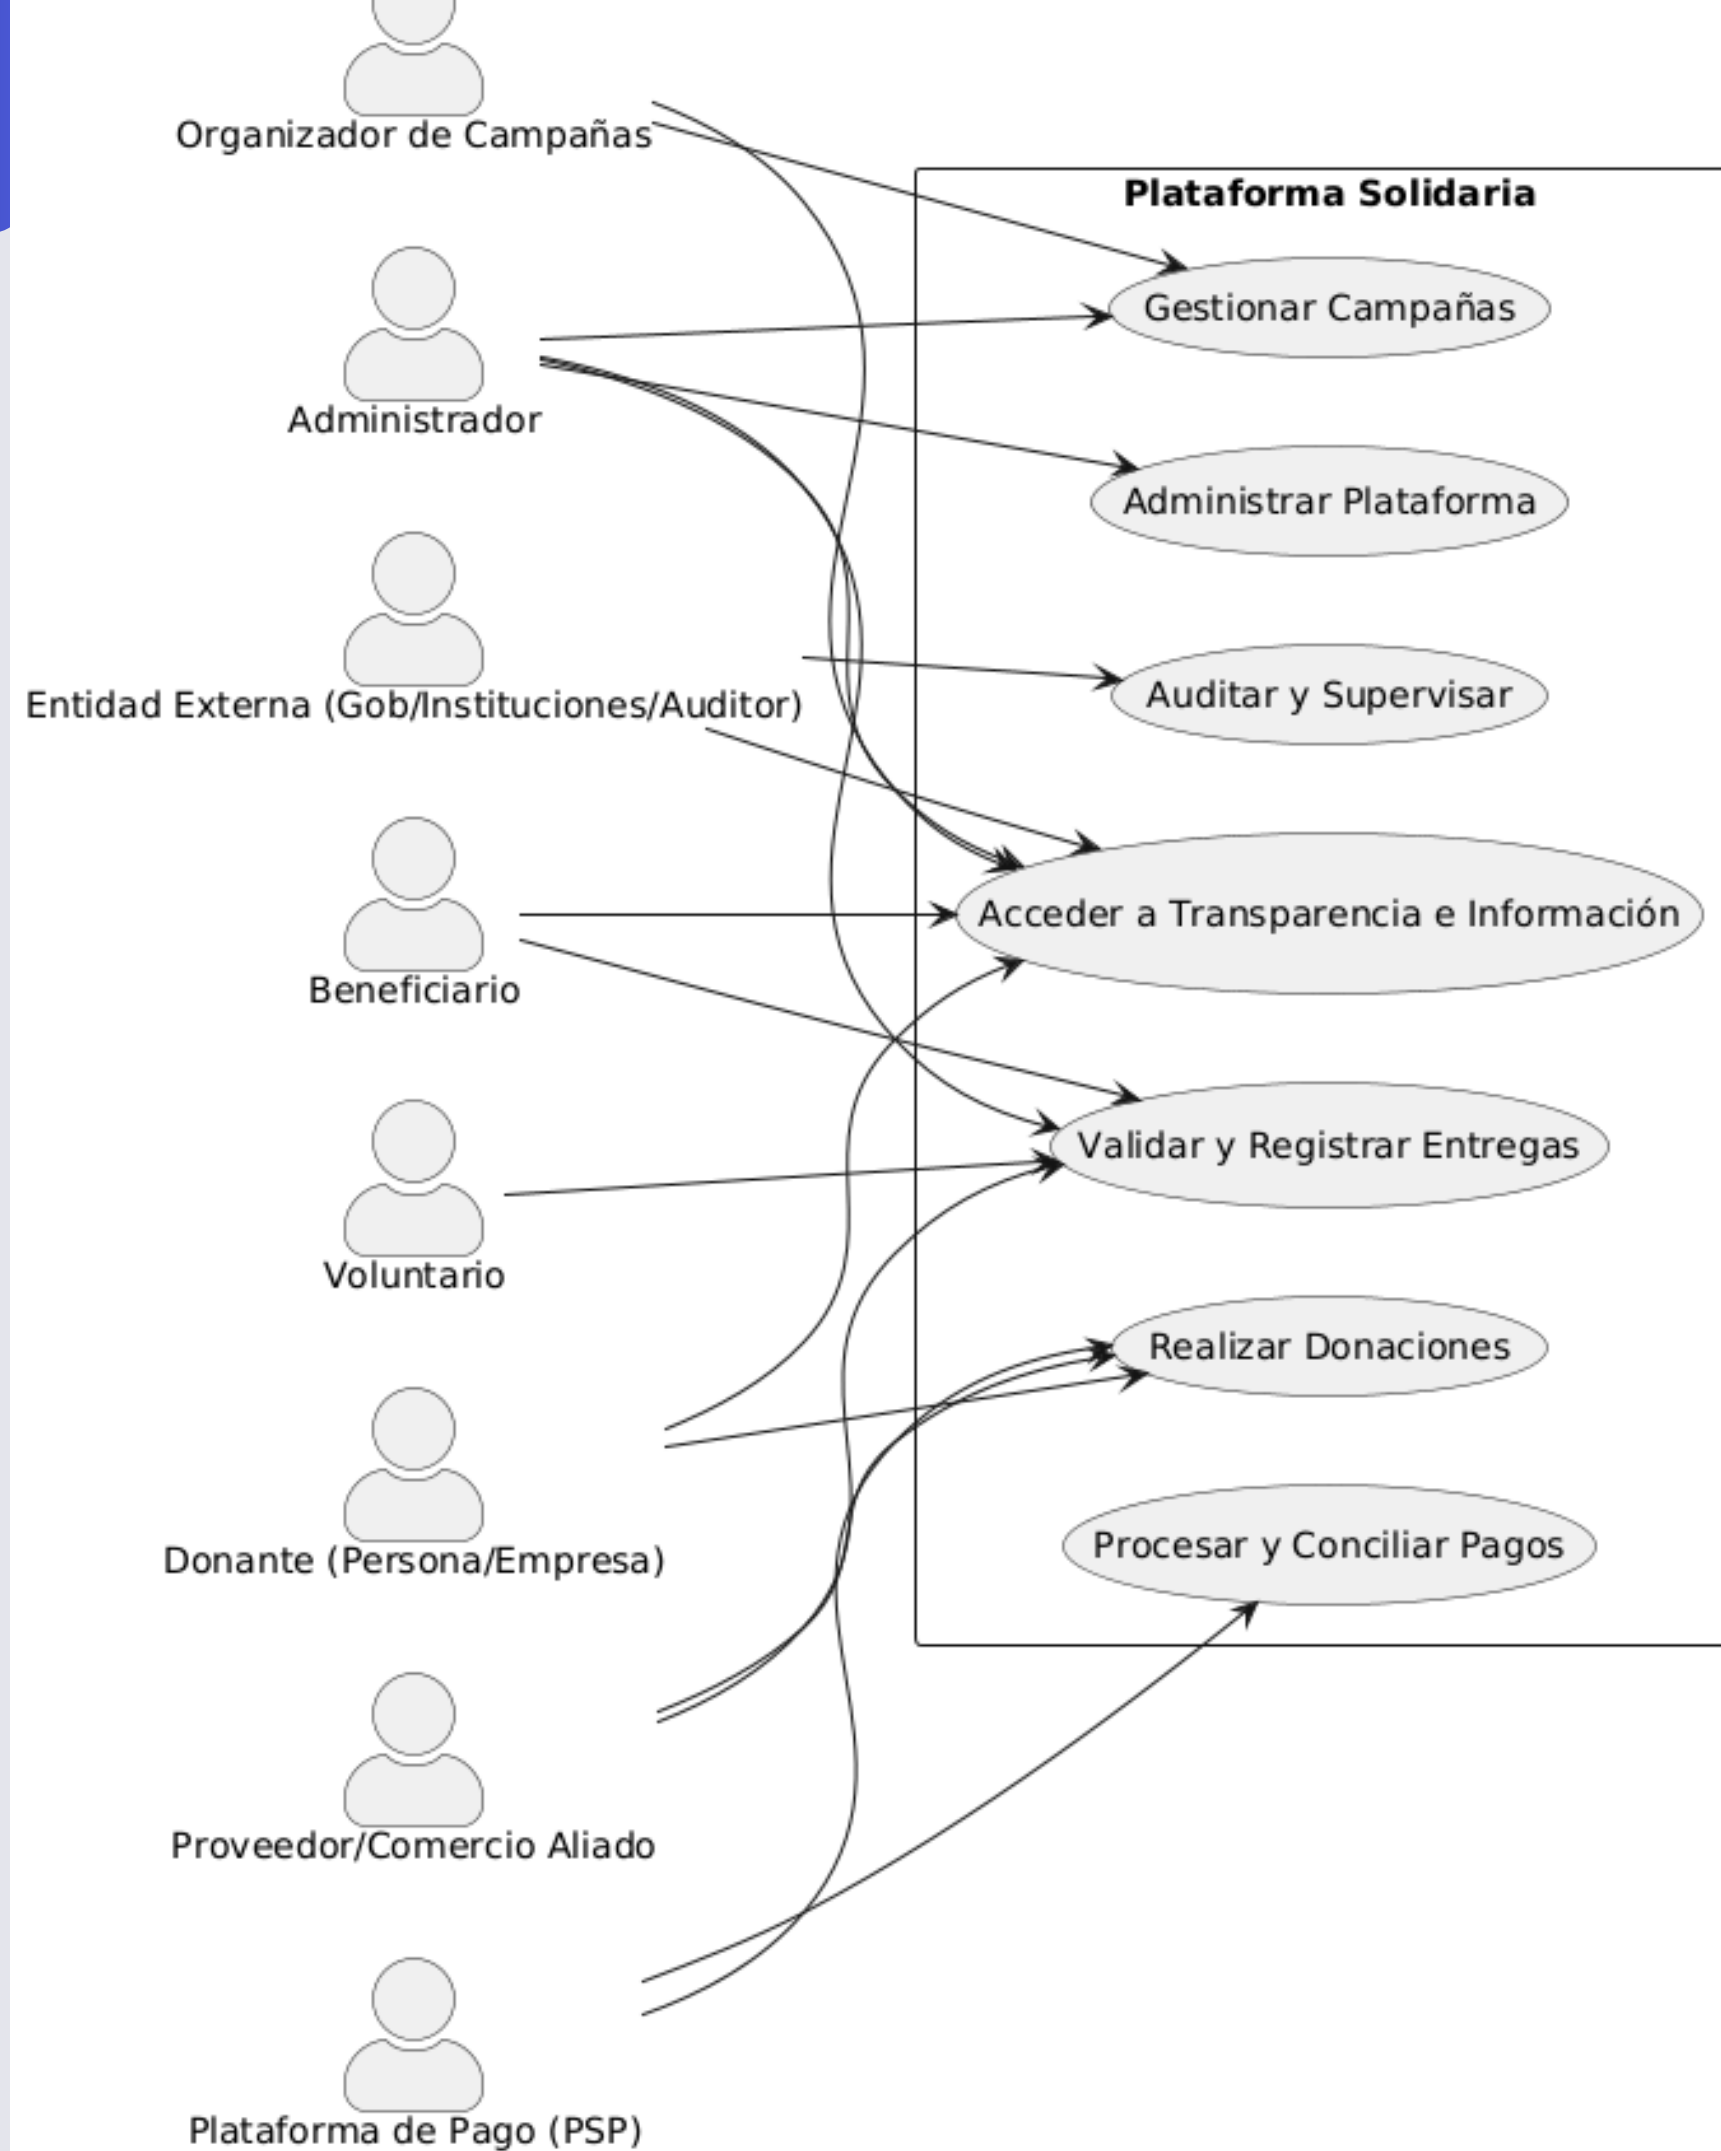 Organizador de Campañas
Plataforma Solidaria
Gestionar Campañas
Administrador
Administrar Plataforma
Auditar y Supervisar
Entidad Externa (Gob/Instituciones/Auditor)
Acceder a Transparencia e Información
Beneficiario
Validar y Registrar Entregas
Voluntario
Realizar Donaciones
Donante (Persona/Empresa)
Procesar y Conciliar Pagos
Proveedor/Comercio Aliado
Plataforma de Pago (PSP)